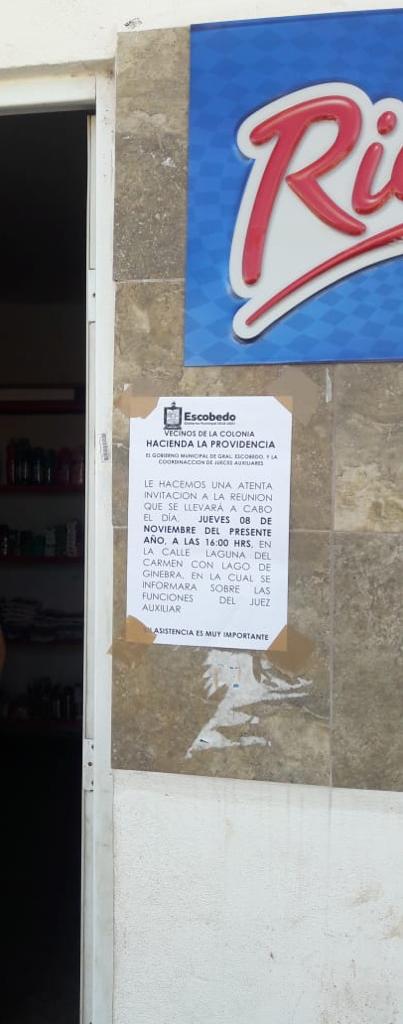 Ri
Escobedo
VECINOS DE LA COLONIA
HACIENDA LA PROVIDENCIA
EL GOBIERNO MUNICIPAL DE GRAL. ESCOBEDO, Y LA
COORDINACCION DE JUECES AUXILIARES
LE HACEMOS UNA ATENTA
INVITACION A LA REUNION
QUE SE LLEVARÁ A CABO
EL DÍA, JUEVES 08 DE
NOVIEMBRE DEL PRESENTE
AÑO, A LAS 16:00 HRS, EN
LA CALLE LAGUNA DEL
CARMEN CON LAGO DE
GINEBRA, EN LA CUAL SE
INFORMARA SOBRE LAS
FUNCIONES DEL JUEZ
AUXILIAR
ASISTENCIA ES MUY IMPORTANTE